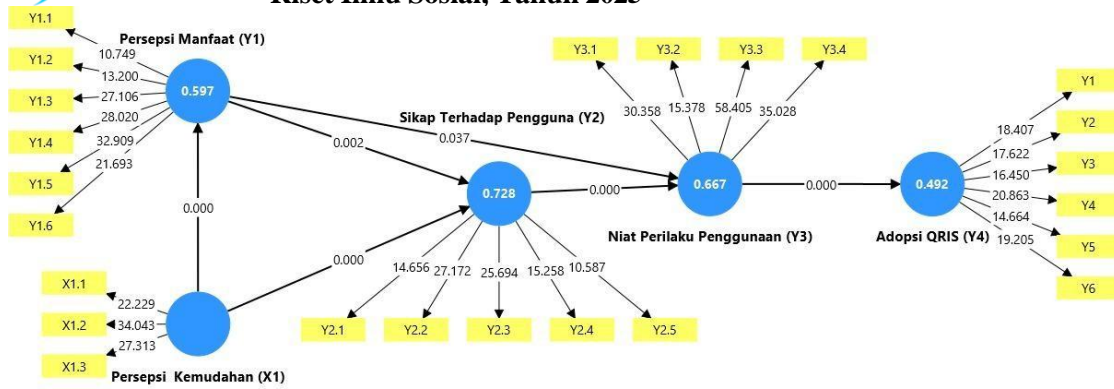 Riset Ilmu Sosial, Tahun 2023
Y1.1
Y1.2
Y1.3
Y1.4
Y1.5
Y1.6
Persepsi Manfaat (Y1)
10.749
13.200
27.106
28.020
32.909
21.693
0.597
0.002
0.037
0.000
X1.1
X1.2
X1.3
22.229
34.043
27.313
Persepsi Kemudahan (X1)
0.000
Sikap Terhadap Pengguna (Y2)
0.728
0.000
14.656
27.172
25.694
15.258
10.587
Y2.1
Y2.2
Y2.3
Y2.4
Y2.5
Y3.1
Y3.2
Y3.3
Y3.4
30.358
15.378
58.405
35.028
0.667
Niat Perilaku Penggunaan (Y3)
0.000
0.492
Adopsi QRIS (Y4)
18.407
17.622
16.450
20.863
14.664
19.205
Y1
Y2
Y3
Y4
Y5
Y6